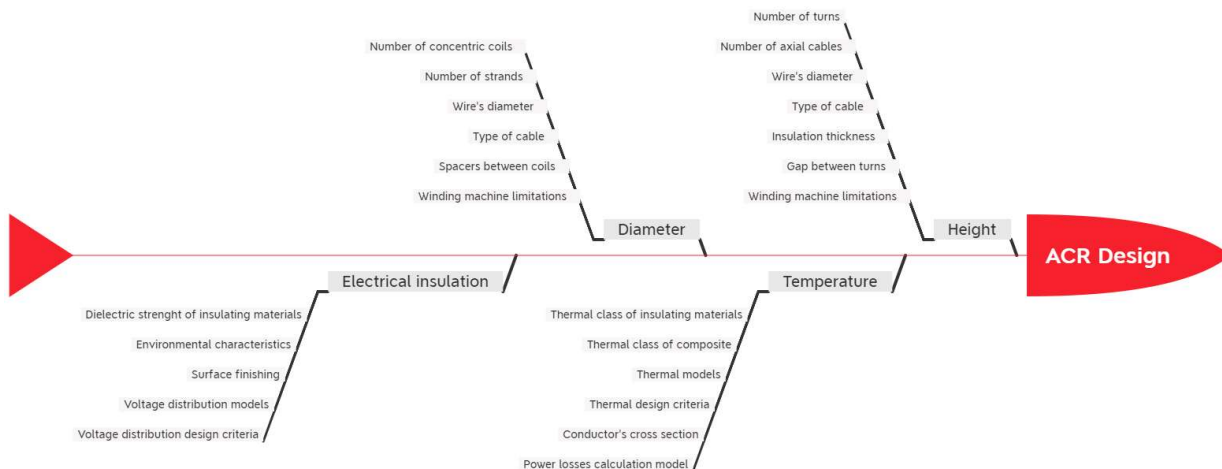 Number of turns
Number of concentric coils
Number of axial cables
Number of strands
Wire's diameter
Wire's diameter
Type of cable
Type of cable
Insulation thickness
Spacers between coils
Gap between turns
Winding machine limitations
Winding machine limitations
Diameter
Height
ACR Design
Electrical insulation
Temperature
Dielectric strenght of insulating materials
Thermal class of insulating materials
Environmental characteristics
Thermal class of composite
Surface finishing
Thermal models
Voltage distribution models
Thermal design criteria
Voltage distribution design criteria
Conductor's cross section
Power losses calculation model